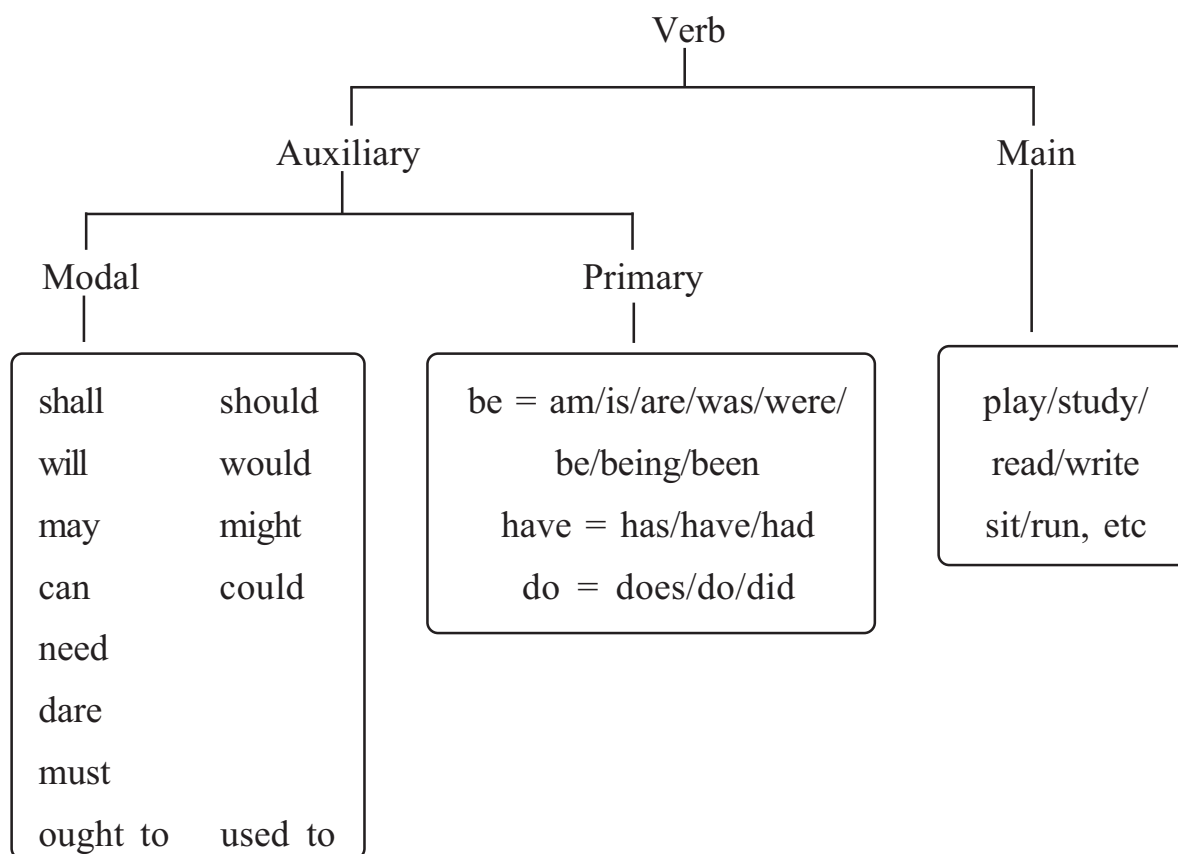 Verb
Auxiliary Main
Modal Primary
shall should
will would
may might
can could
need
dare
must
ought to used to
be = am/is/are/was/were/
be/being/been
have = has/have/had
do = does/do/did
play/study/
read/write
sit/run, etc